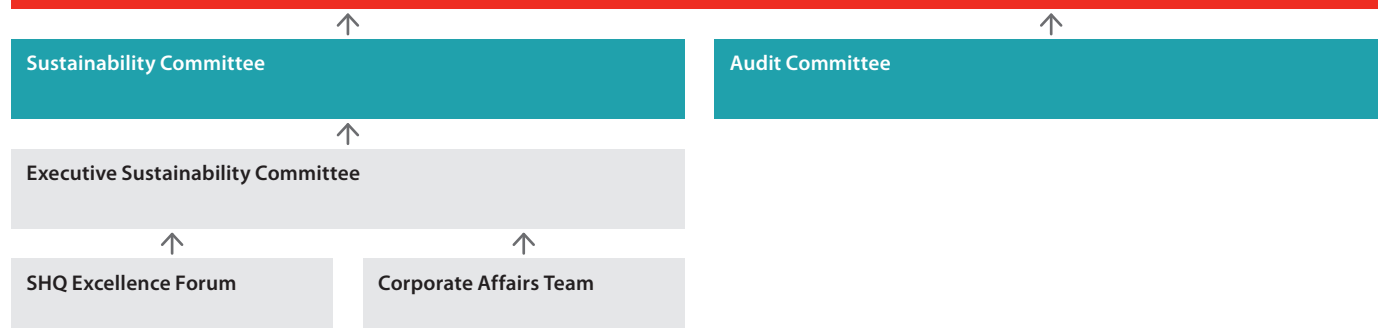 Sustainability Committee
Audit Committee
Executive Sustainability Committee
SHQ Excellence Forum
Corporate Affairs Team